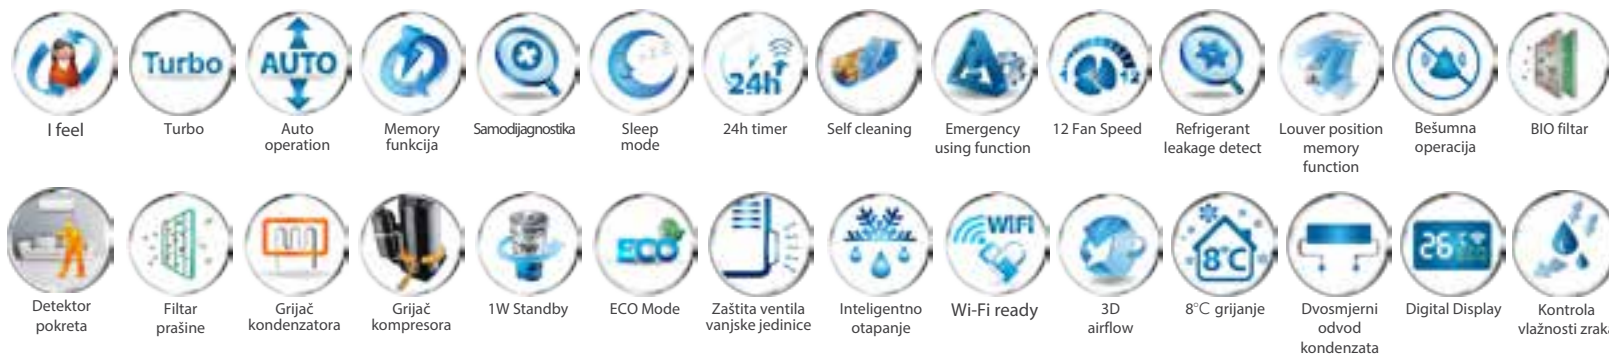 Turbo
AUTO
24h
12
I feel
Turbo
Auto
operation
Memory
funkcija
Samodijagnostika
Sleep
mode
24h timer
Self cleaning
Emergency
using function
12 Fan Speed
Refrigerant
leakage detect
Louver position
memory
function
Bešumna
operacija
BIO filtar
ECO
WiFi
8°C
26
Detektor
pokreta
Filtar
prašine
Grijač
kondenzatora
Grijač
kompresora
1W Standby
ECO Mode
Zaštita ventila
vanjske jedinice
Inteligentno
otapanje
Wi-Fi ready
3D
airflow
8°C grijanje
Dvosmjerni
odvod
kondenzata
Digital Display
Kontrola
vlažnosti zraka